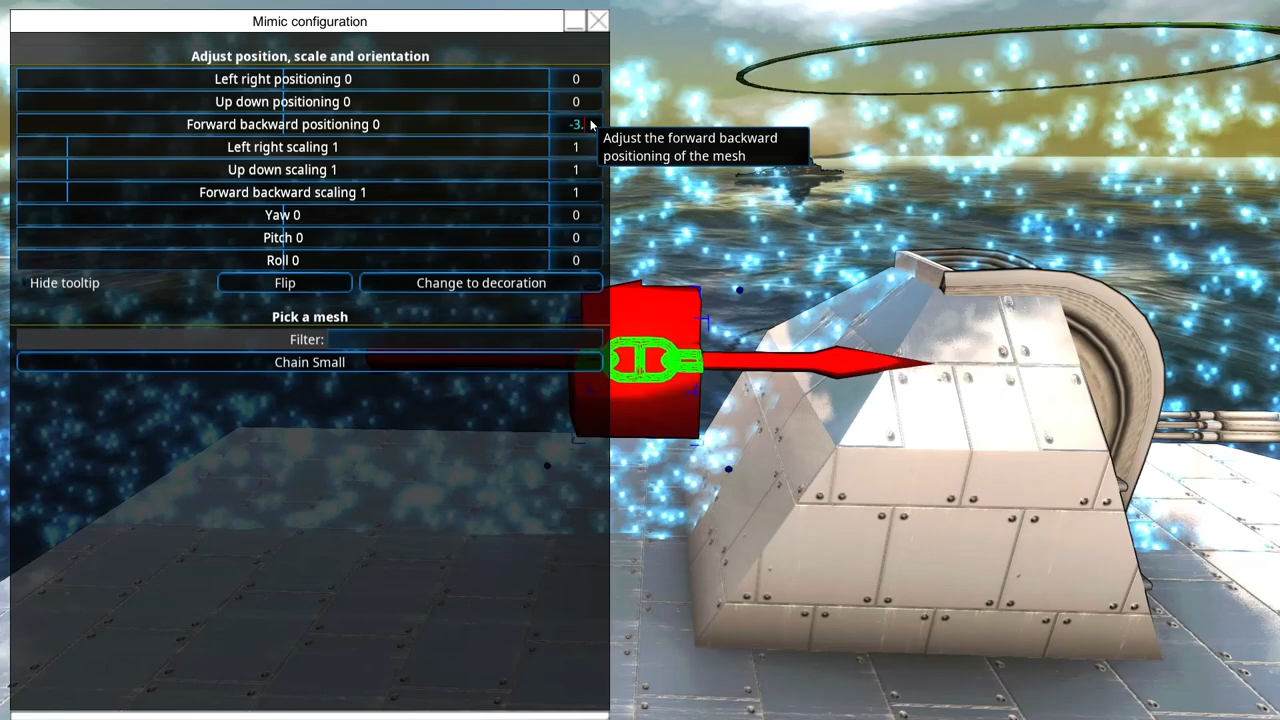 Mimic configuration
Adjust position, scale and orientation
Left right positioning 0 0
Up down positioning 0 0
Forward backward positioning 0 -3.
Adjust the forward backward
positioning of the mesh
Left right scaling 1 1
Up down scaling 1 1
Forward backward scaling 1 1
Yaw 0 0
Pitch 0 0
Roll 0 0
Hide tooltip Flip Change to decoration
Pick a mesh
Filter:
Chain Small